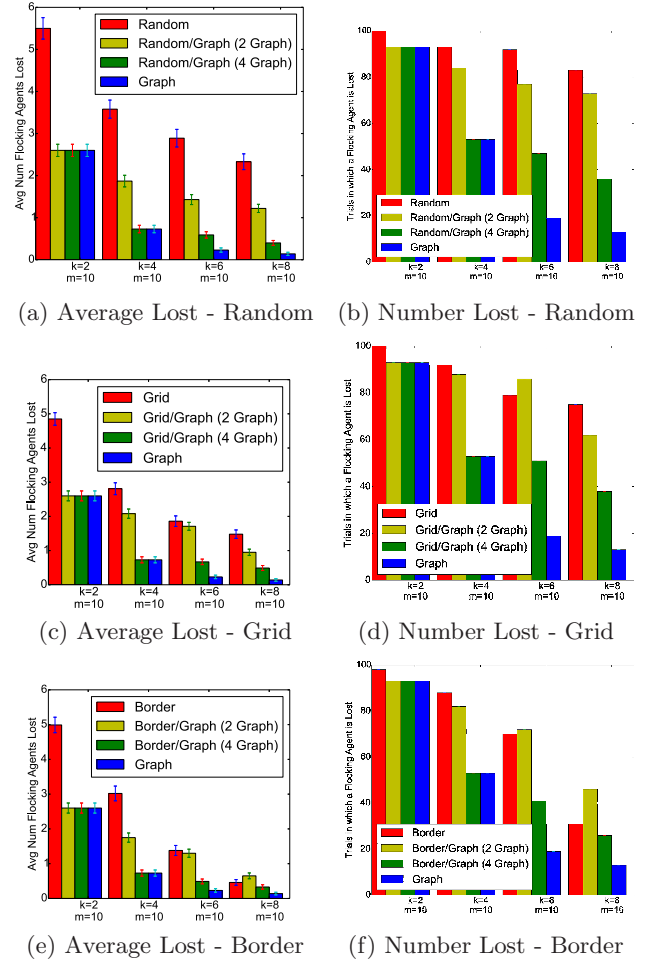 6
5
4
3
2
1
0
Avg Num Flocking Agents Lost
Random
Random/Graph (2 Graph)
Random/Graph (4 Graph)
Graph
k=2 k=4 k=6 k=8
m=10 m=10 m=10 m=10
(a) Average Lost - Random
100
80
60
40
20
0
Trials in which a Flocking Agent is Lost
Random
Random/Graph (2 Graph)
Random/Graph (4 Graph)
Graph
k=2 k=4 k=6 k=8
m=10 m=10 m=16 m=10
(b) Number Lost - Random
6
5
4
3
2
1
0
Avg Num Flocking Agents Lost
Grid
Grid/Graph (2 Graph)
Grid/Graph (4 Graph)
Graph
k=2 k=4 k=6 k=8
m=10 m=10 m=10 m=10
(c) Average Lost - Grid
100
80
60
40
20
0
Trials in which a Flocking Agent is Lost
Grid
Grid/Graph (2 Graph)
Grid/Graph (4 Graph)
Graph
k=2 k=4 k=6 k=8
m=10 m=10 m=10 m=10
(d) Number Lost - Grid
6
5
4
3
2
1
0
Avg Num Flocking Agents Lost
Border
Border/Graph (2 Graph)
Border/Graph (4 Graph)
Graph
k=2 k=4 k=6 k=8
m=10 m=10 m=10 m=10
(e) Average Lost - Border
100
80
60
40
20
0
Trials in which a Flocking Agent is Lost
Border
Border/Graph (2 Graph)
Border/Graph (4 Graph)
Graph
k=2 k=4 k=8 k=8
m=16 m=10 m=10 m=16
(f) Number Lost - Border